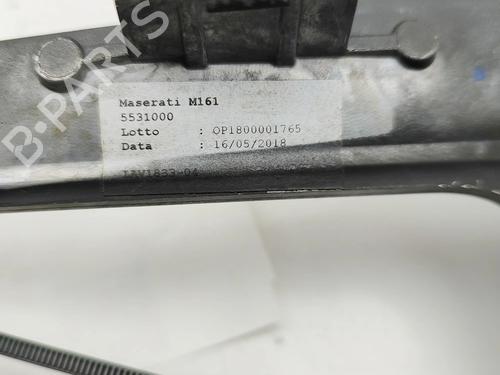 Maserati M161
5531000
Lotto : OP1800001765
Data : 16/05/2018
B-PARTS